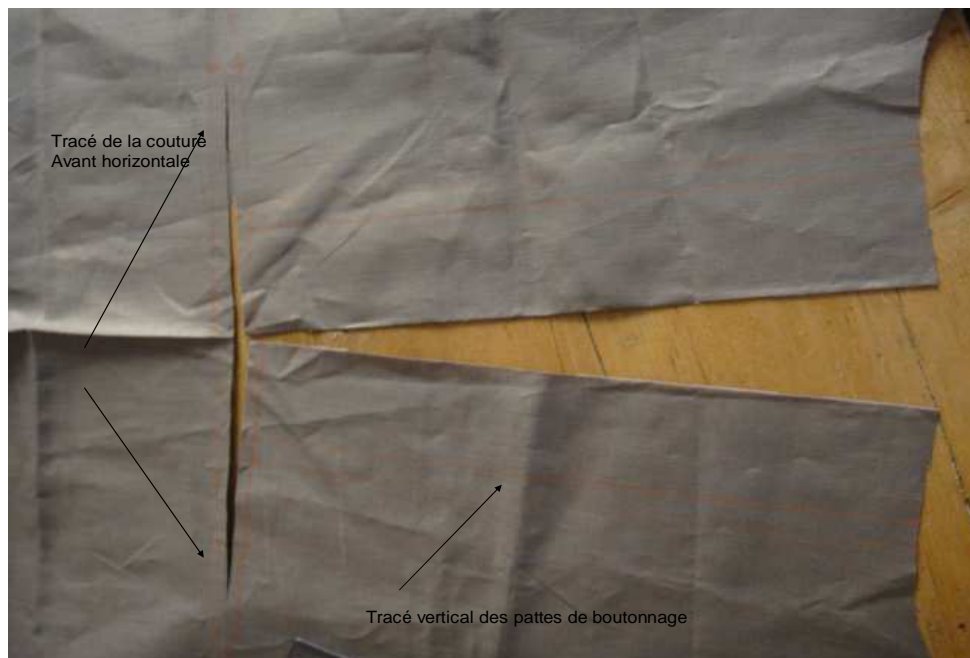 Tracé de la couture
Avant horizontale
Tracé vertical des pattes de boutonnage